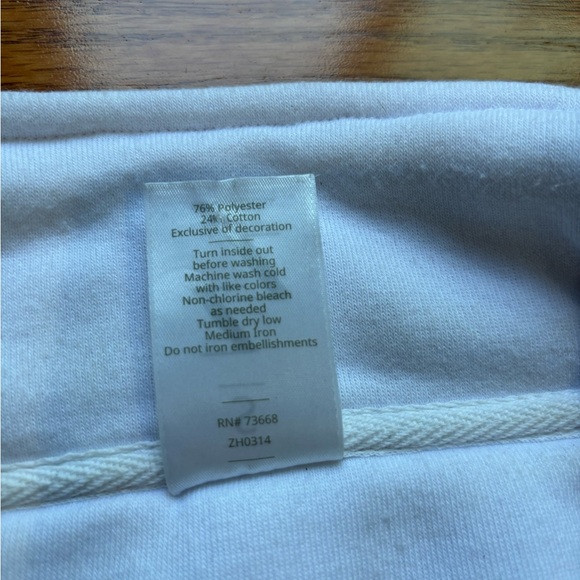 76% Polyester
24% Cotton
Exclusive of decoration
Turn inside out
before washing
Machine wash cold
with like colors
Non-chlorine bleach
as needed
Tumble dry low
Medium Iron
Do not iron embellishments
RN# 73668
ZH0314